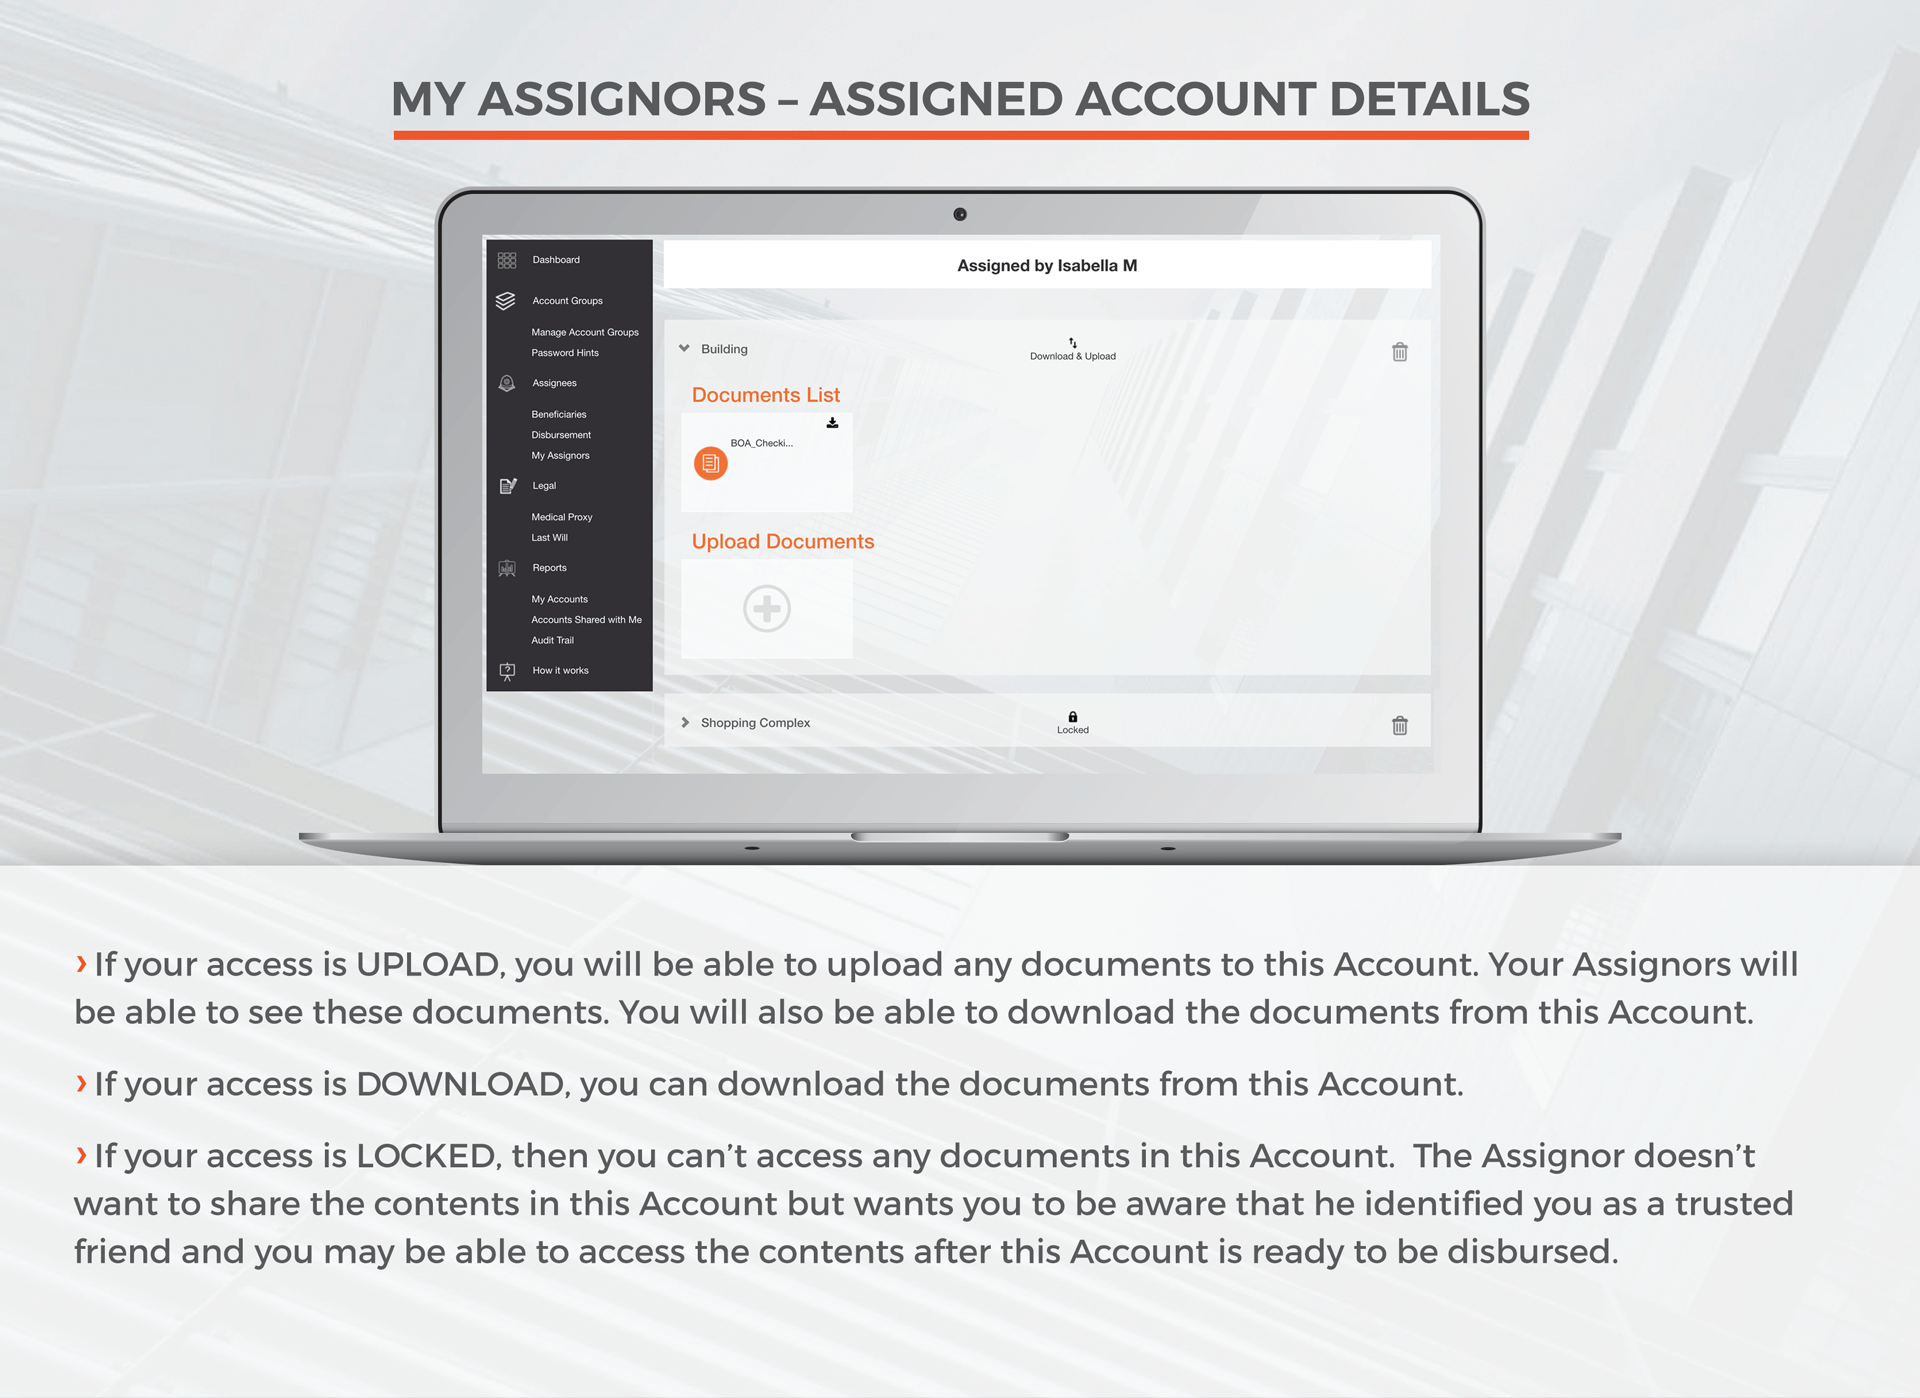 MY ASSIGNORS – ASSIGNED ACCOUNT DETAILS
Dashboard
Account Groups
Manage Account Groups
Password Hints
Assignees
Beneficiaries
Disbursement
My Assignors
Legal
Medical Proxy
Last Will
Reports
My Accounts
Accounts Shared with Me
Audit Trail
How it works
Assigned by Isabella M
Building
Download & Upload
Documents List
BOA_Checki...
Upload Documents
Shopping Complex
Locked
› If your access is UPLOAD, you will be able to upload any documents to this Account. Your Assignors will
be able to see these documents. You will also be able to download the documents from this Account.
› If your access is DOWNLOAD, you can download the documents from this Account.
› If your access is LOCKED, then you can’t access any documents in this Account.  The Assignor doesn’t
want to share the contents in this Account but wants you to be aware that he identified you as a trusted
friend and you may be able to access the contents after this Account is ready to be disbursed.